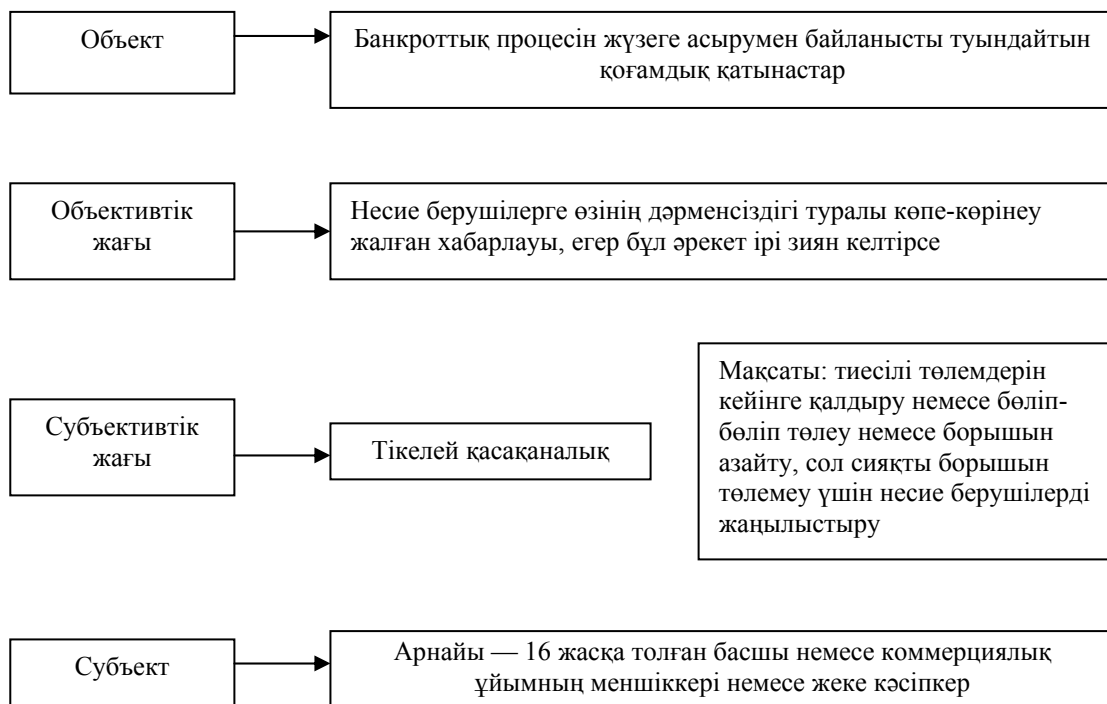 Объект
Банкроттық процесін жүзеге асырумен байланысты туындайтын
қоғамдық қатынастар
Объективтік
жағы
Несие берушілерге өзінің дәрменсіздігі туралы көпе-көрінеу
жалған хабарлауы, егер бұл әрекет ірі зиян келтірсе
Субъективтік
жағы
Тікелей қасақаналық
Мақсаты: тиесілі төлемдерін
кейінге қалдыру немесе бөліп-
бөліп төлеу немесе борышын
азайту, сол сияқты борышын
төлемеу үшін несие берушілерді
жаңылыстыру
Субъект
Арнайы — 16 жасқа толған басшы немесе коммерциялық
ұйымның меншіккері немесе жеке кәсіпкер